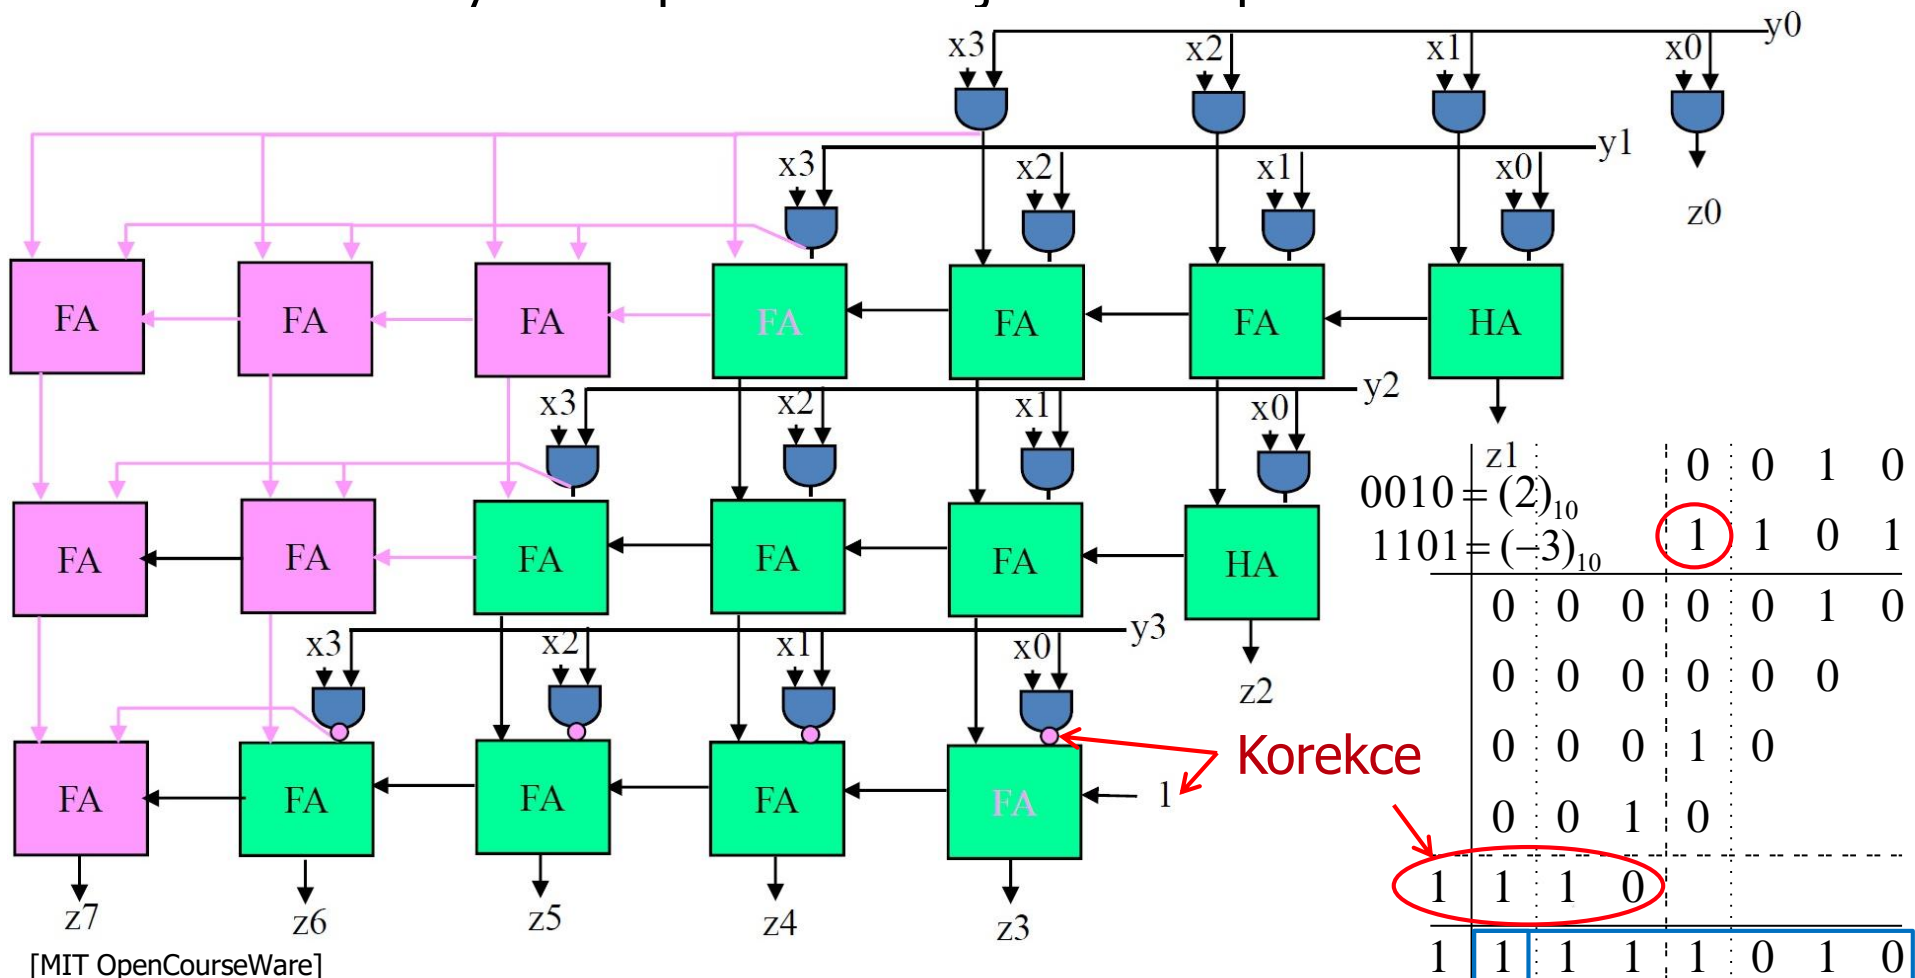 y0
x3 x2 x1 x0
y1
x3 x2 x1 x0
z0
FA FA FA FA FA FA HA
y2
x3 x2 x1 x0
z1
FA FA FA FA FA HA
y3
x3 x2 x1 x0
z2
FA FA FA FA FA 1
z7 z6 z5 z4 z3
Korekce
0010 = (2)10
1101 = (−3)10
0 0 1 0
1 1 0 1
0 0 0 0 0 1 0
0 0 0 0 0 0
0 0 0 1 0
0 0 1 0
1 1 1 0
1 1 1 1 1 0 1 0
[MIT OpenCourseWare]